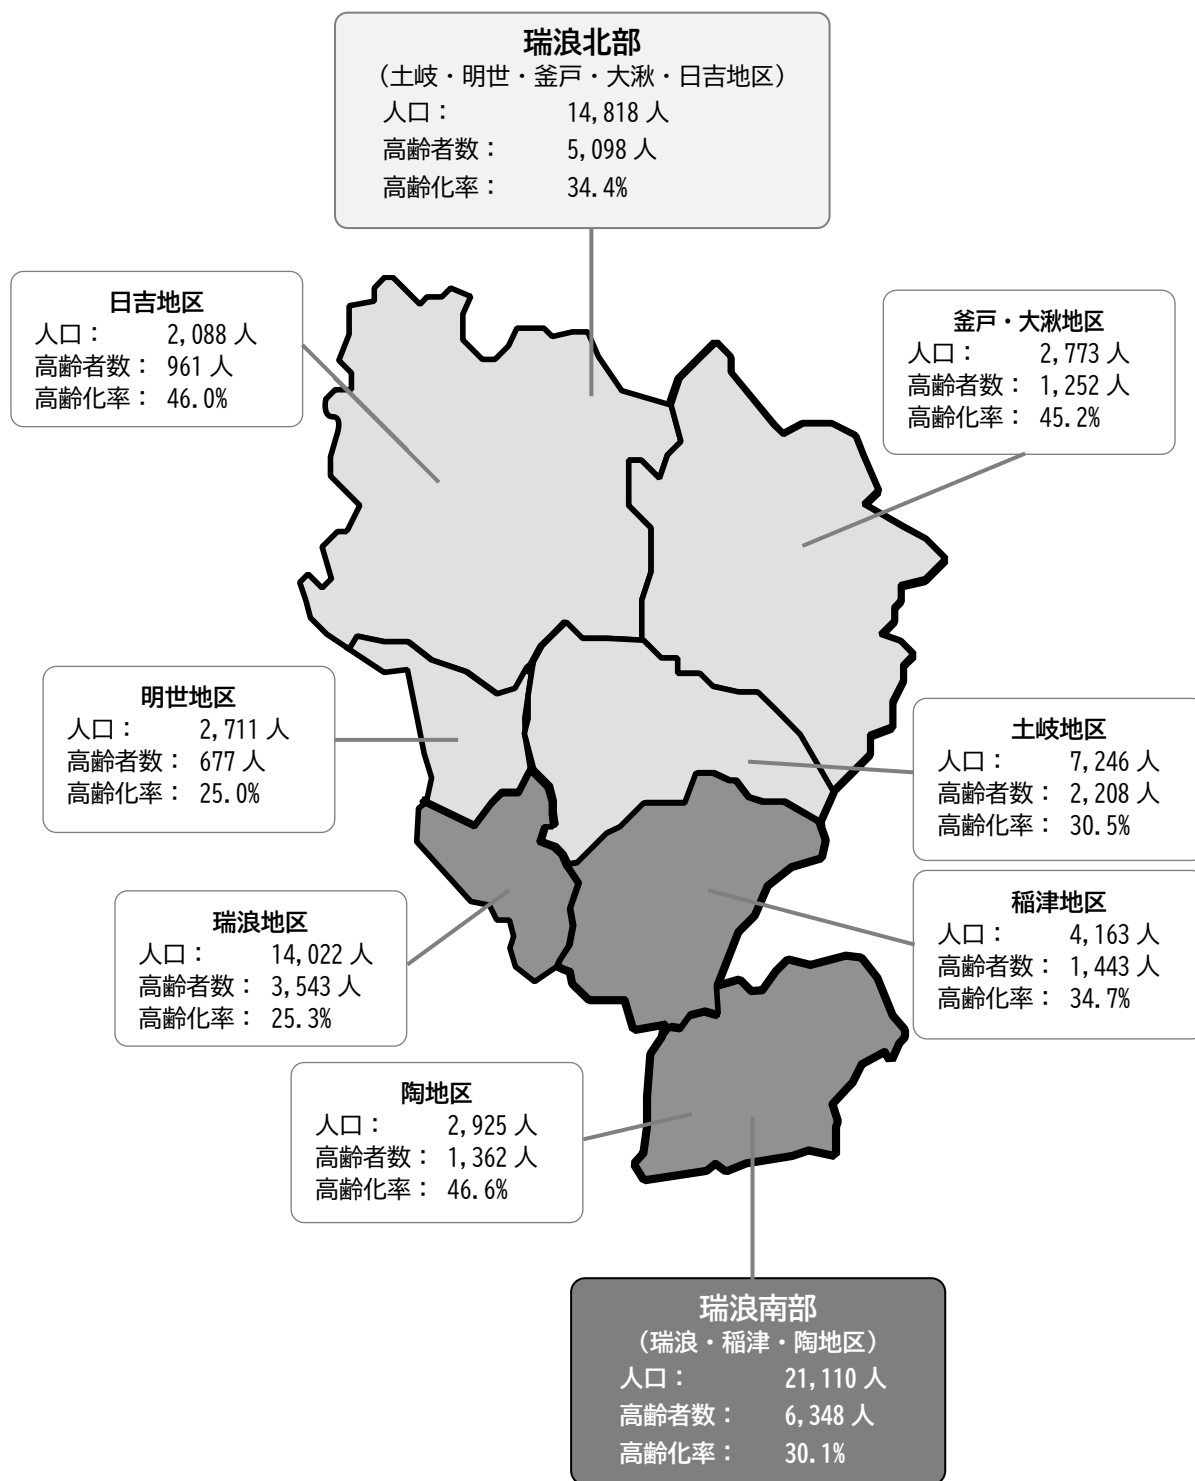 瑞浪北部
（土岐・明世・釜戸・大湫・日吉地区）
人口： 14,818 人
高齢者数： 5,098 人
高齢化率： 34.4%
日吉地区
人口： 2,088 人
高齢者数： 961 人
高齢化率： 46.0%
釜戸・大湫地区
人口： 2,773 人
高齢者数： 1,252 人
高齢化率： 45.2%
明世地区
人口： 2,711 人
高齢者数： 677 人
高齢化率： 25.0%
土岐地区
人口： 7,246 人
高齢者数： 2,208 人
高齢化率： 30.5%
瑞浪地区
人口： 14,022 人
高齢者数： 3,543 人
高齢化率： 25.3%
稲津地区
人口： 4,163 人
高齢者数： 1,443 人
高齢化率： 34.7%
陶地区
人口： 2,925 人
高齢者数： 1,362 人
高齢化率： 46.6%
瑞浪南部
（瑞浪・稲津・陶地区）
人口： 21,110 人
高齢者数： 6,348 人
高齢化率： 30.1%